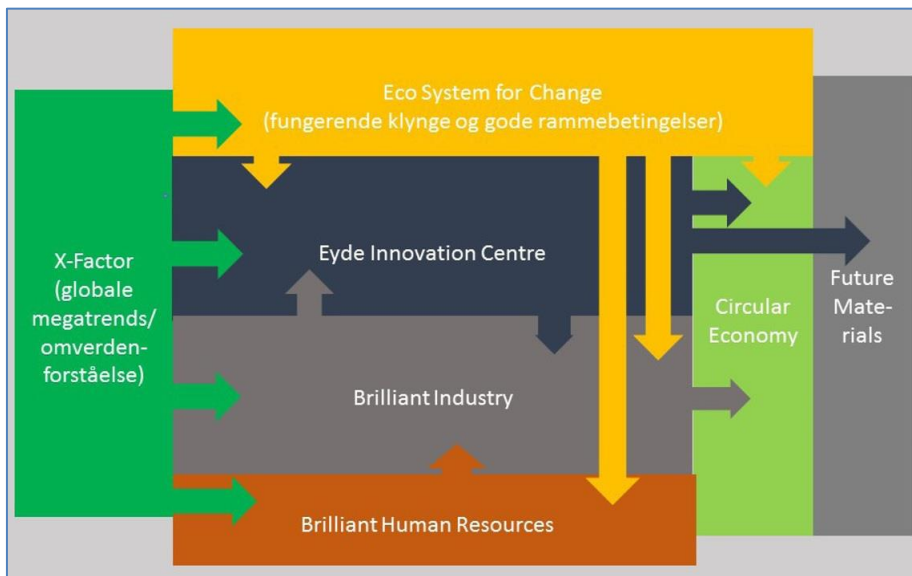 Eco System for Change
(fungerende klynge og gode rammebetingelser)
X-Factor
(globale
megatrends/
omverden-
forståelse)
Eyde Innovation Centre
Brilliant Industry
Brilliant Human Resources
Circular
Economy
Future
Mate-
rials